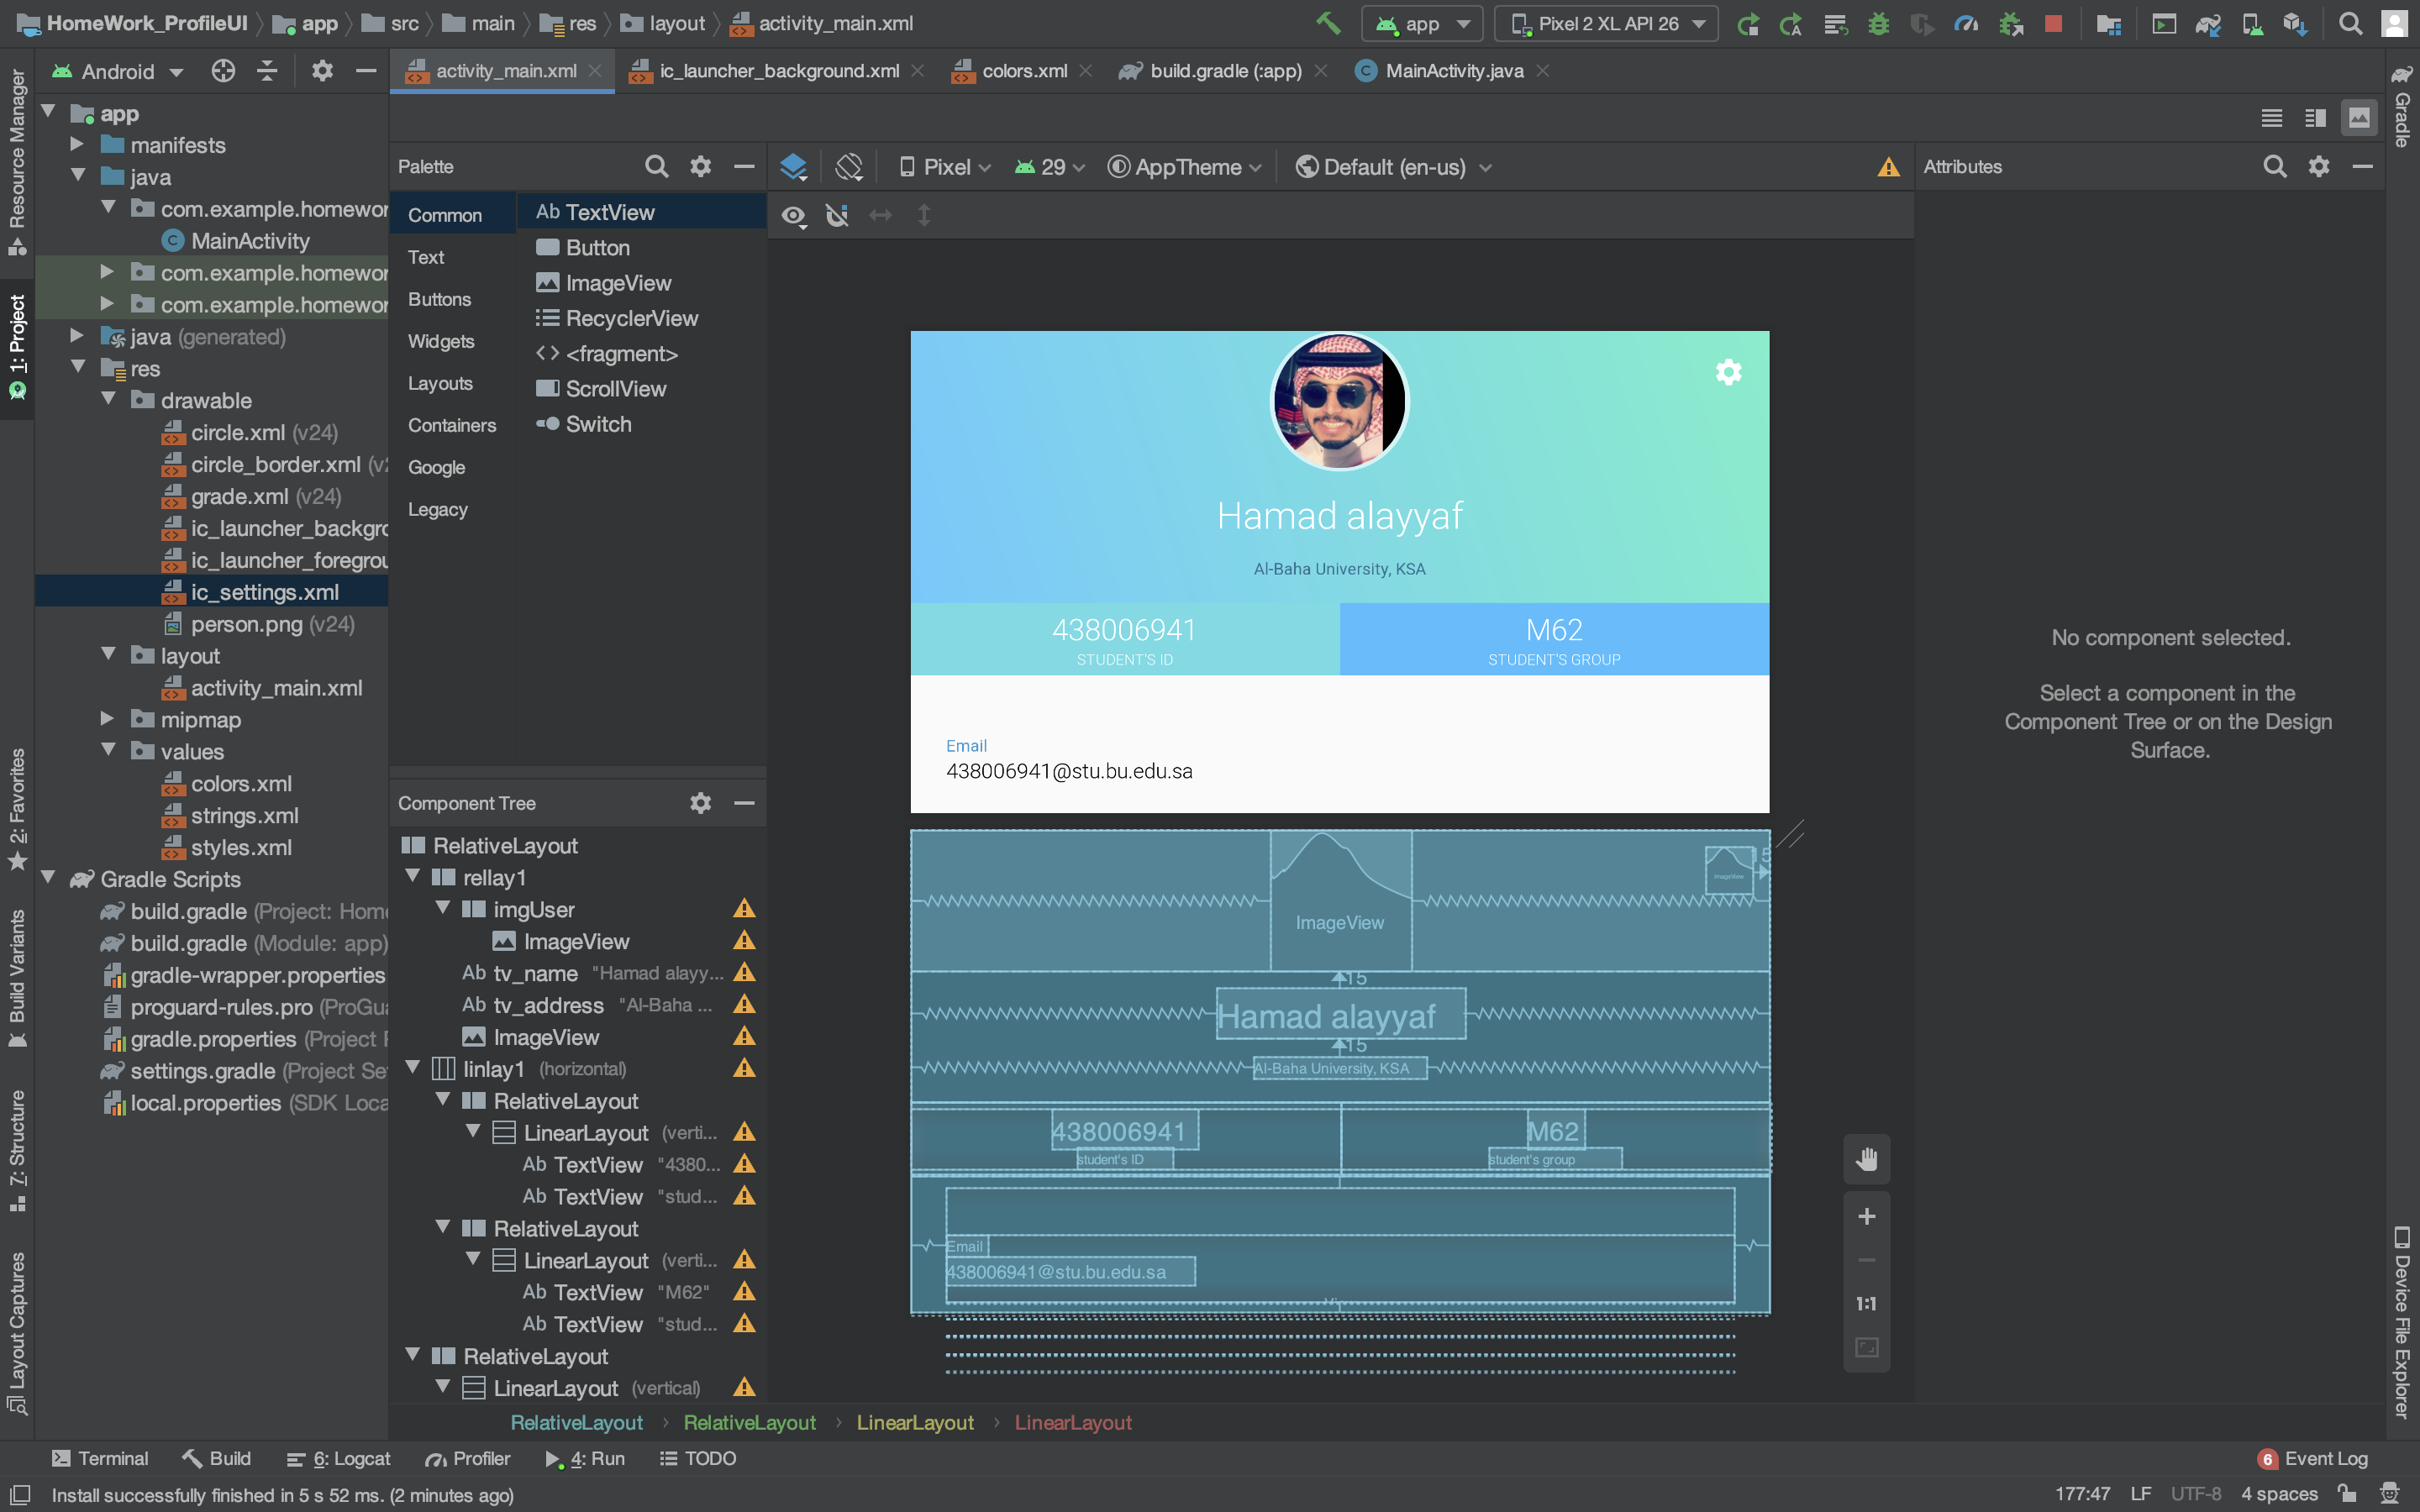 HomeWork_ProfileUI app src main res layout activity_main.xml
app Pixel 2 XL API 26
Android
activity_main.xml ic_launcher_background.xml colors.xml build.gradle (:app) MainActivity.java
Resource Manager
1: Project
2: Favorites
Build Variants
7: Structure
Layout Captures
Gradle
Device File Explorer
app
manifests
java
com.example.homewor
MainActivity
com.example.homewor
com.example.homewor
java (generated)
res
drawable
circle.xml (v24)
circle_border.xml (v2
grade.xml (v24)
ic_launcher_backgro
ic_launcher_foregrou
ic_settings.xml
person.png (v24)
layout
activity_main.xml
mipmap
values
colors.xml
strings.xml
styles.xml
Gradle Scripts
build.gradle (Project: Home
build.gradle (Module: app)
gradle-wrapper.properties
proguard-rules.pro (ProGua
gradle.properties (Project P
settings.gradle (Project Set
local.properties (SDK Loca
Palette
Common
Text
Buttons
Widgets
Layouts
Containers
Google
Legacy
Ab TextView
Button
ImageView
RecyclerView
<fragment>
ScrollView
Switch
Component Tree
RelativeLayout
rellay1
imgUser
ImageView
Ab tv_name "Hamad alayy...
Ab tv_address "Al-Baha ...
ImageView
linlay1 (horizontal)
RelativeLayout
LinearLayout (verti...
Ab TextView "4380...
Ab TextView "stud...
RelativeLayout
LinearLayout (verti...
Ab TextView "M62"
Ab TextView "stud...
RelativeLayout
LinearLayout (vertical)
Pixel 29 AppTheme Default (en-us)
Hamad alayyaf
Al-Baha University, KSA
438006941 M62
STUDENT'S ID STUDENT'S GROUP
Email
438006941@stu.bu.edu.sa
15
ImageView
ImageView
15
Hamad alayyaf
15
Al-Baha University, KSA
438006941 M62
student's ID student's group
Email
438006941@stu.bu.edu.sa
1:1
Attributes
No component selected.
Select a component in the
Component Tree or on the Design
Surface.
RelativeLayout RelativeLayout LinearLayout LinearLayout
Terminal Build 6: Logcat Profiler 4: Run TODO
6 Event Log
Install successfully finished in 5 s 52 ms. (2 minutes ago)
177:47 LF UTF-8 4 spaces